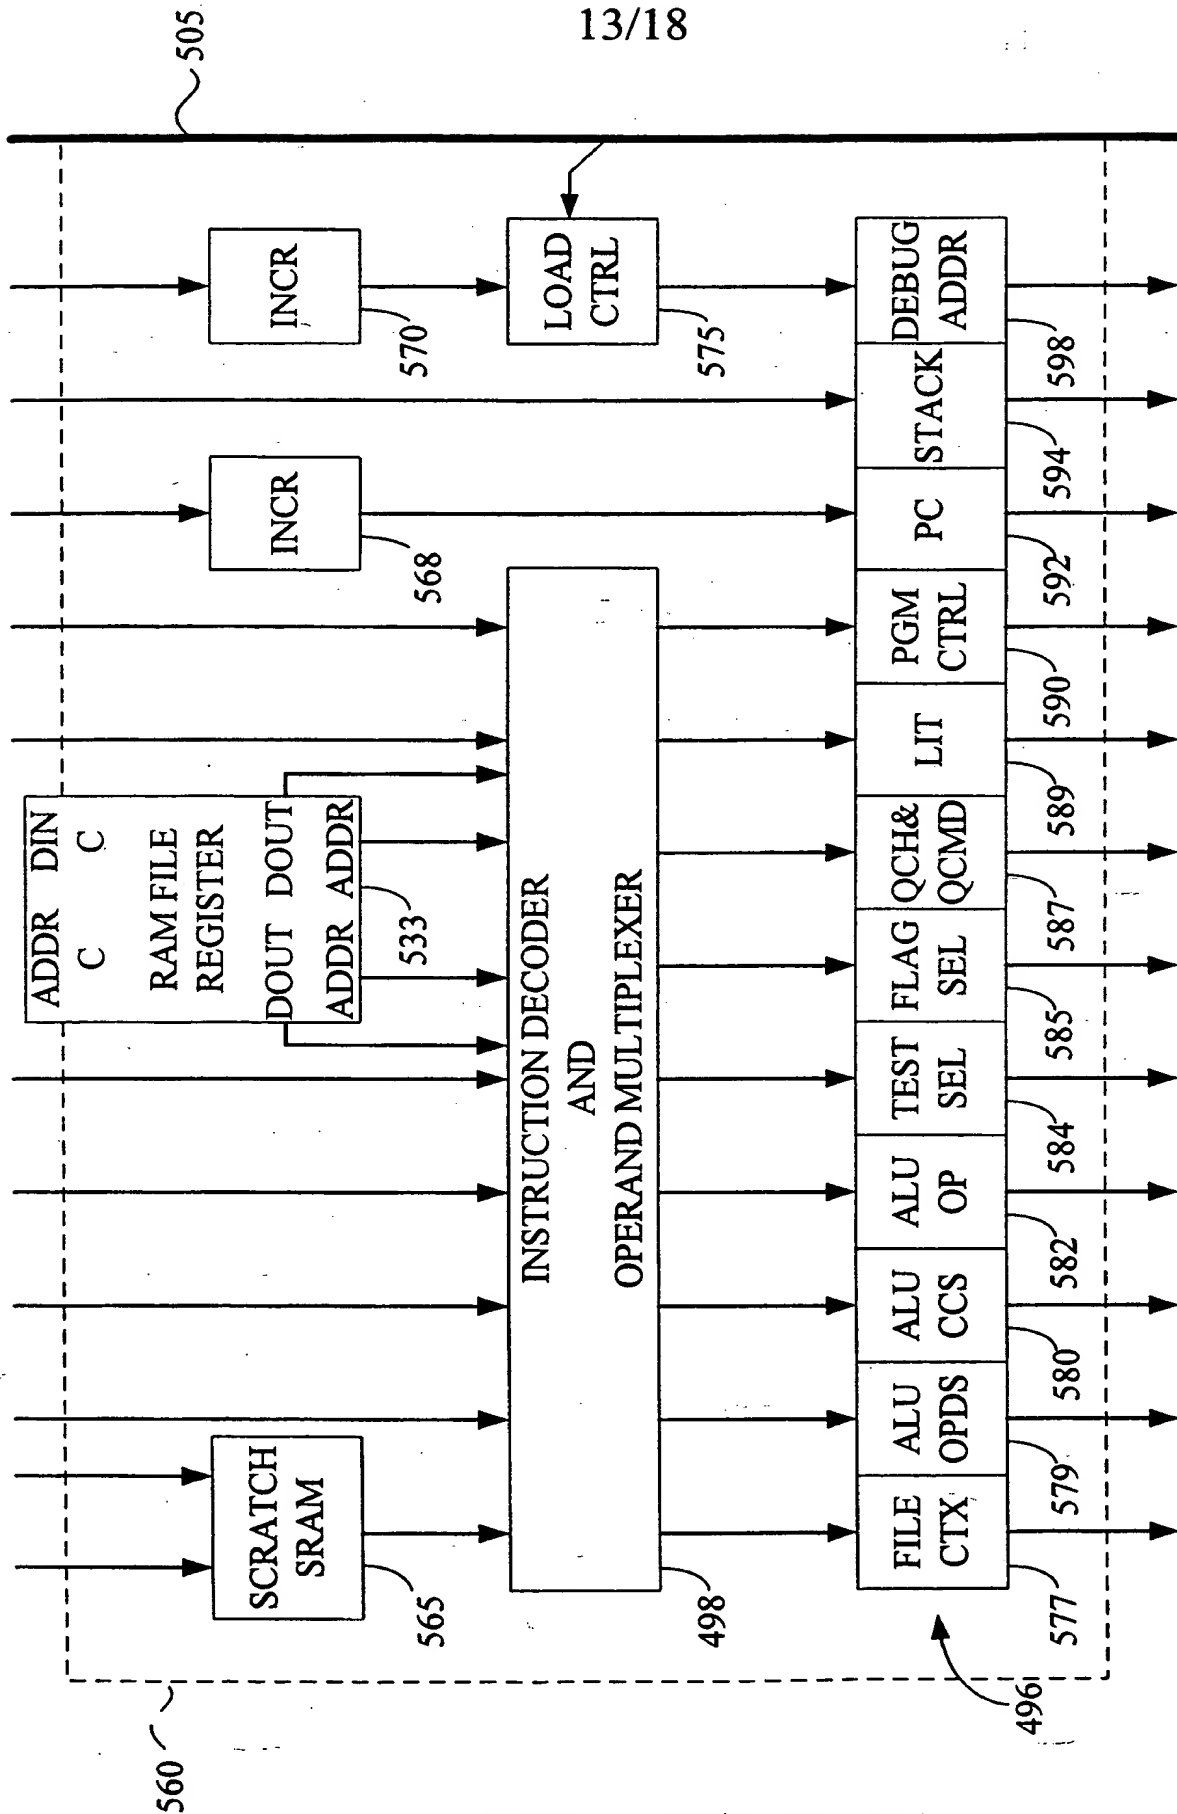 13/18
505
560
ADDR DIN
C C
RAM FILE
REGISTER
DOUT DOUT
ADDR ADDR
533
SCRATCH
SRAM
565
INCR
568
INCR
570
INSTRUCTION DECODER
AND
OPERAND MULTIPLEXER
498
LOAD
CTRL
575
496
FILE
CTX
577
ALU
OPDS
579
ALU
CCS
580
ALU
OP
582
TEST
SEL
584
FLAG
SEL
585
QCH&
QCMD
587
LIT
589
PGM
CTRL
590
PC
592
STACK
594
DEBUG
ADDR
598